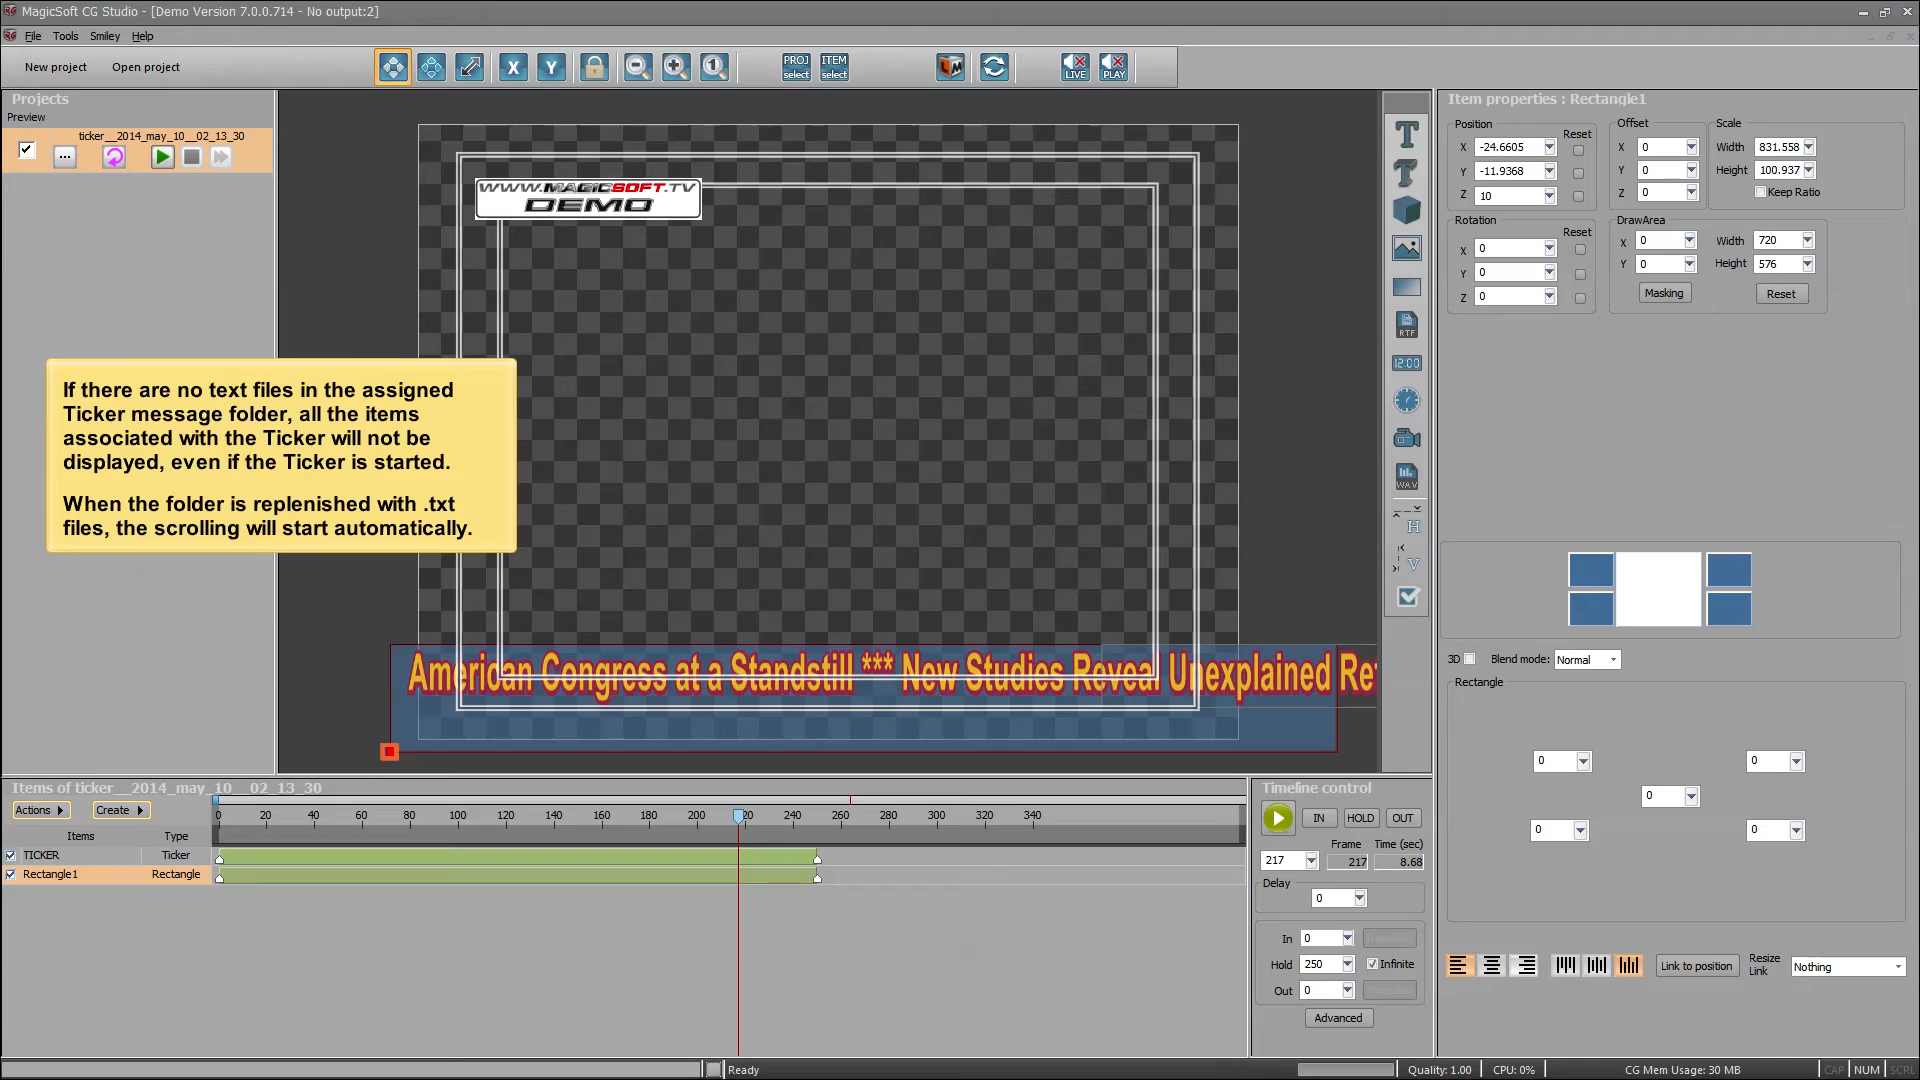 MagicSoft CG Studio - [Demo Version 7.0.0.714 - No output:2]
File Tools Smiley Help
New project Open project
X Y
PROJ select ITEM select
LIVE PLAY
Projects
Preview
ticker__2014_may_10__02_13_30
...
WWW.MAGICSOFT.TV
DEMO
If there are no text files in the assigned
Ticker message folder, all the items
associated with the Ticker will not be
displayed, even if the Ticker is started.
When the folder is replenished with .txt
files, the scrolling will start automatically.
American Congress at a Standstill *** New Studies Reveal Unexplained
T
T
RTF
12:00
WAV
H
V
Item properties : Rectangle1
Position Reset Offset Scale
X -24.6605 X 0 Width 831.558
Y -11.9368 Y 0 Height 100.937
Z 10 Z 0 Keep Ratio
Rotation Reset DrawArea
X 0 X 0 Width 720
Y 0 Y 0 Height 576
Z 0 Masking Reset
3D Blend mode: Normal
Rectangle
0 0
0
0 0
Link to position Resize Link Nothing
Items of ticker__2014_may_10__02_13_30
Actions Create
0 20 40 60 80 100 120 140 160 180 200 220 240 260 280 300 320 340
Items Type
TICKER Ticker
Rectangle1 Rectangle
Timeline control
IN HOLD OUT
Frame Time (sec)
217 217 8.68
Delay
0
In 0
Hold 250 Infinite
Out 0
Advanced
Ready Quality: 1.00 CPU: 0% CG Mem Usage: 30 MB CAP NUM SCRL